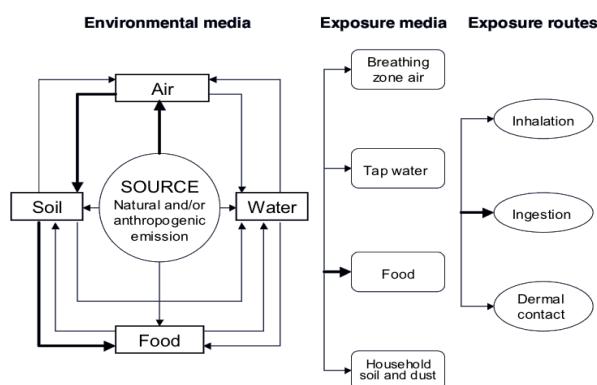 Environmental media
Exposure media
Exposure routes
Air
SOURCE
Natural and/or
anthropogenic
emission
Soil
Water
Food
Breathing
zone air
Tap water
Food
Household
soil and dust
Inhalation
Ingestion
Dermal
contact